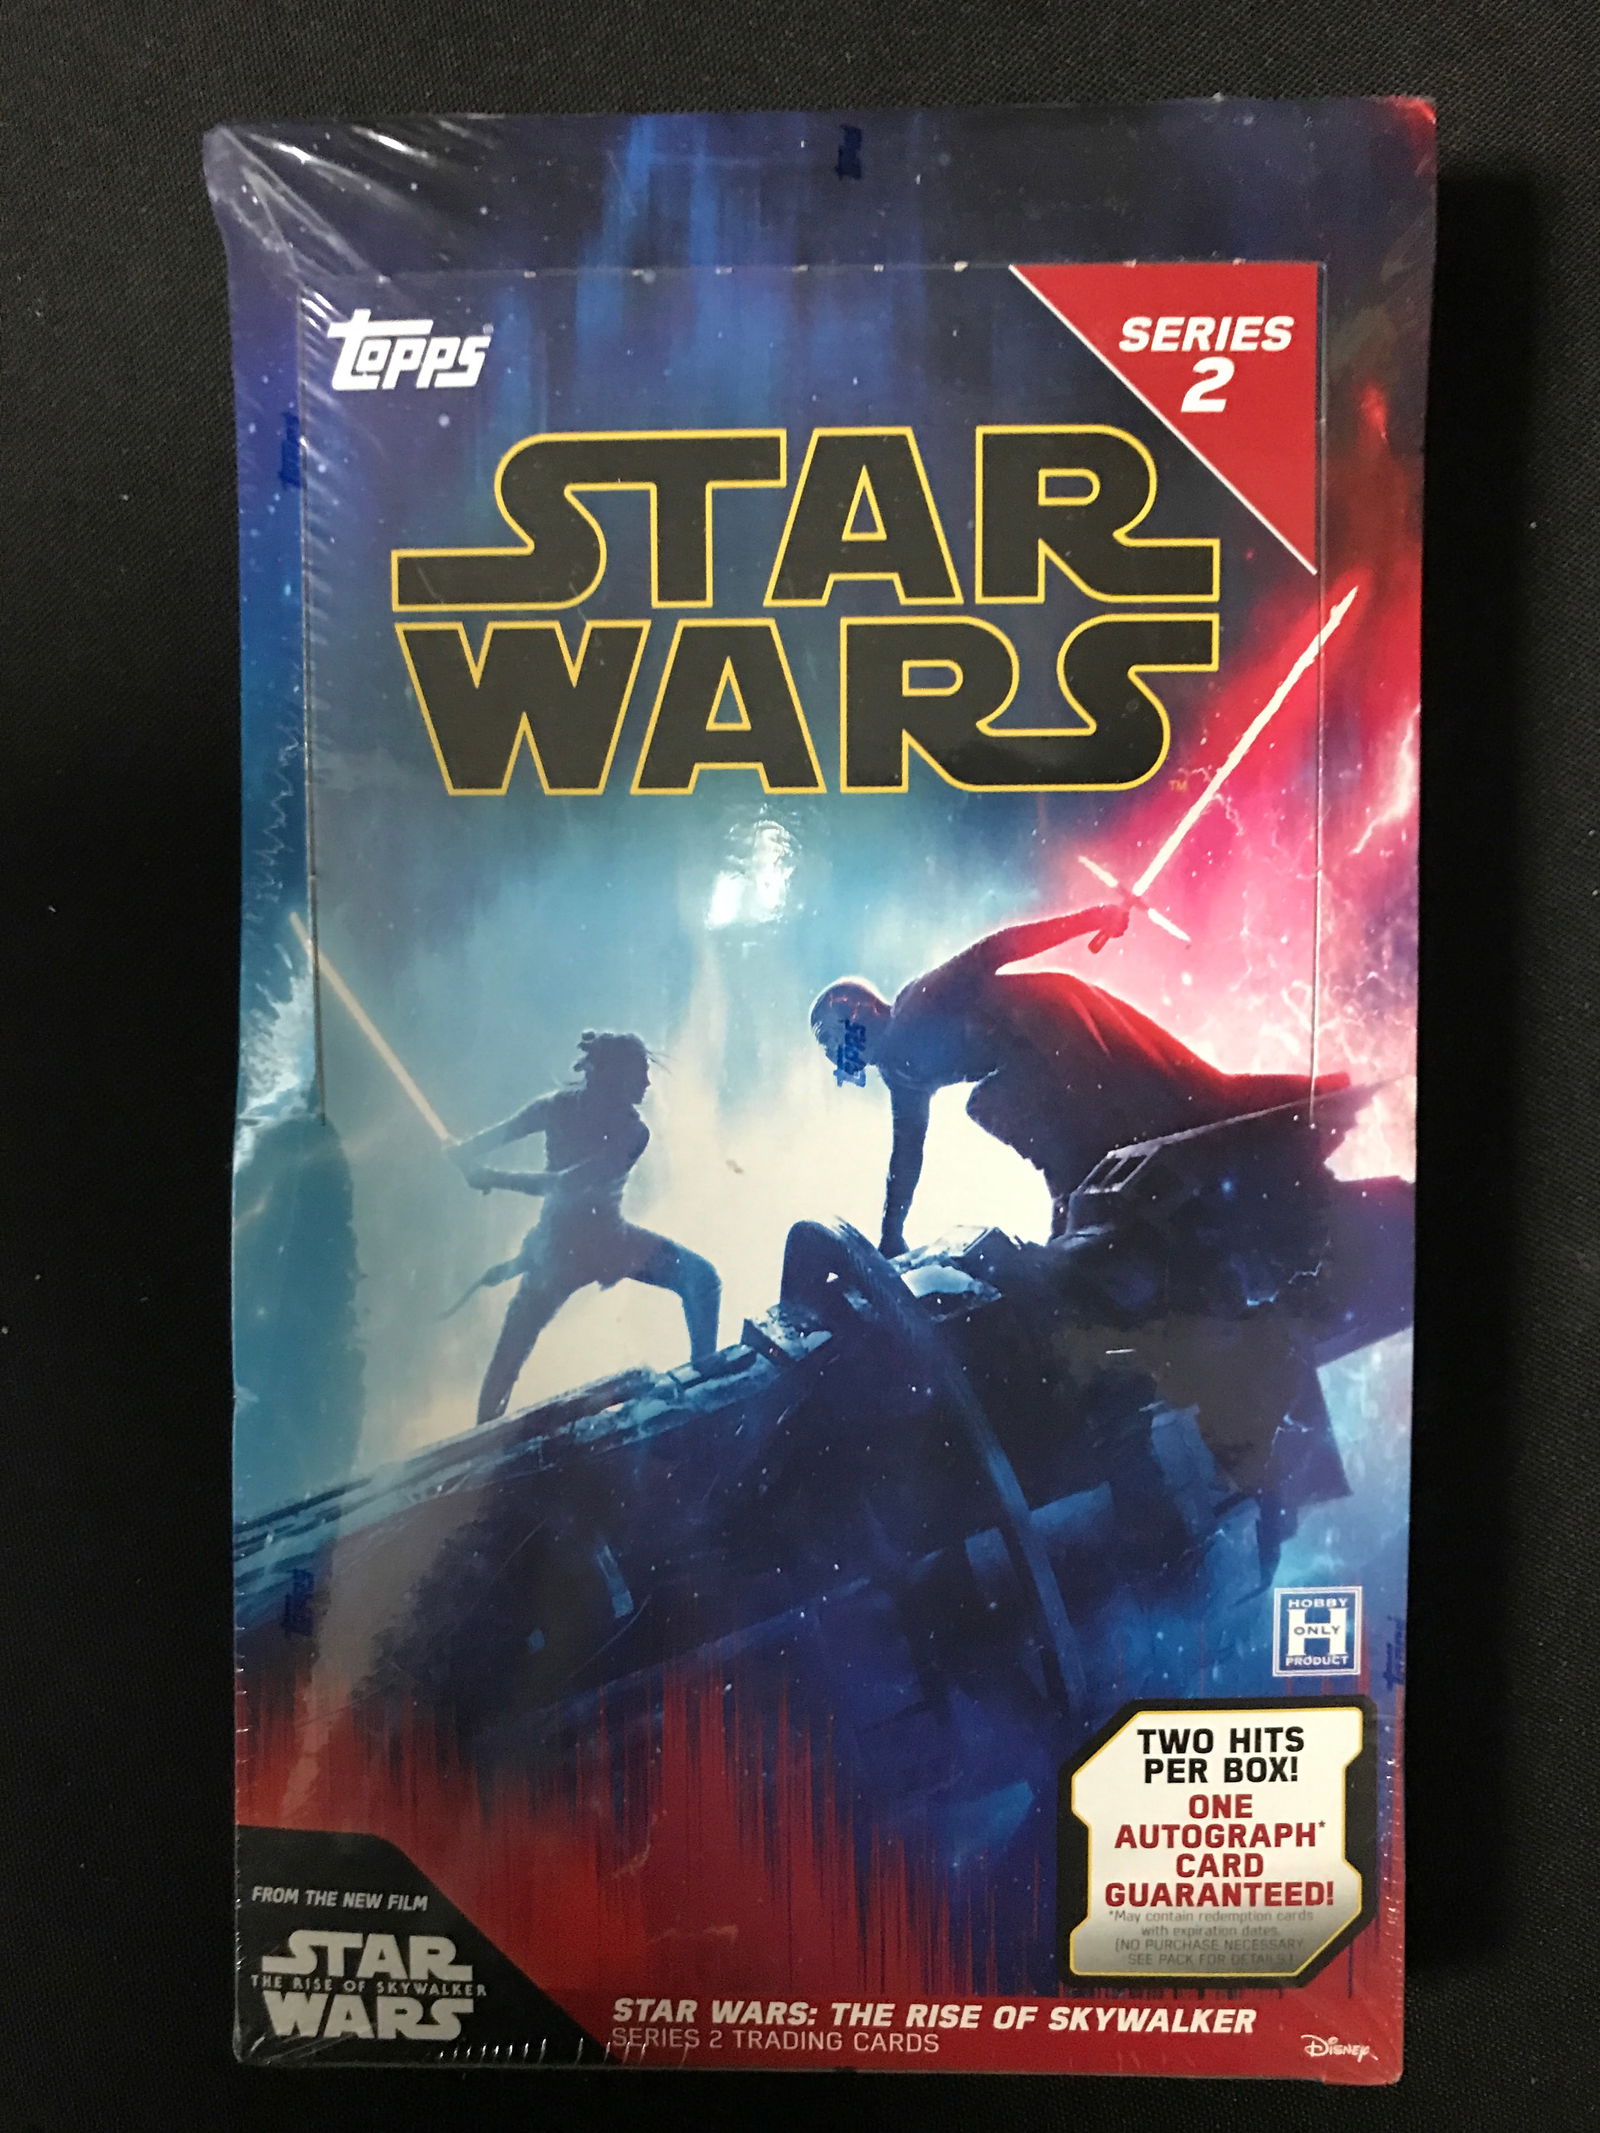 Topps
SERIES
2
STAR
WARS
TM
Topps
HOBBY
ONLY
H
PRODUCT
TWO HITS
PER BOX!
ONE
AUTOGRAPH*
CARD
GUARANTEED!
*May contain redemption cards
with expiration dates.
(NO PURCHASE NECESSARY
SEE PACK FOR DETAILS.)
FROM THE NEW FILM
STAR
THE RISE OF SKYWALKER
WARS
STAR WARS: THE RISE OF SKYWALKER
SERIES 2 TRADING CARDS
Disney